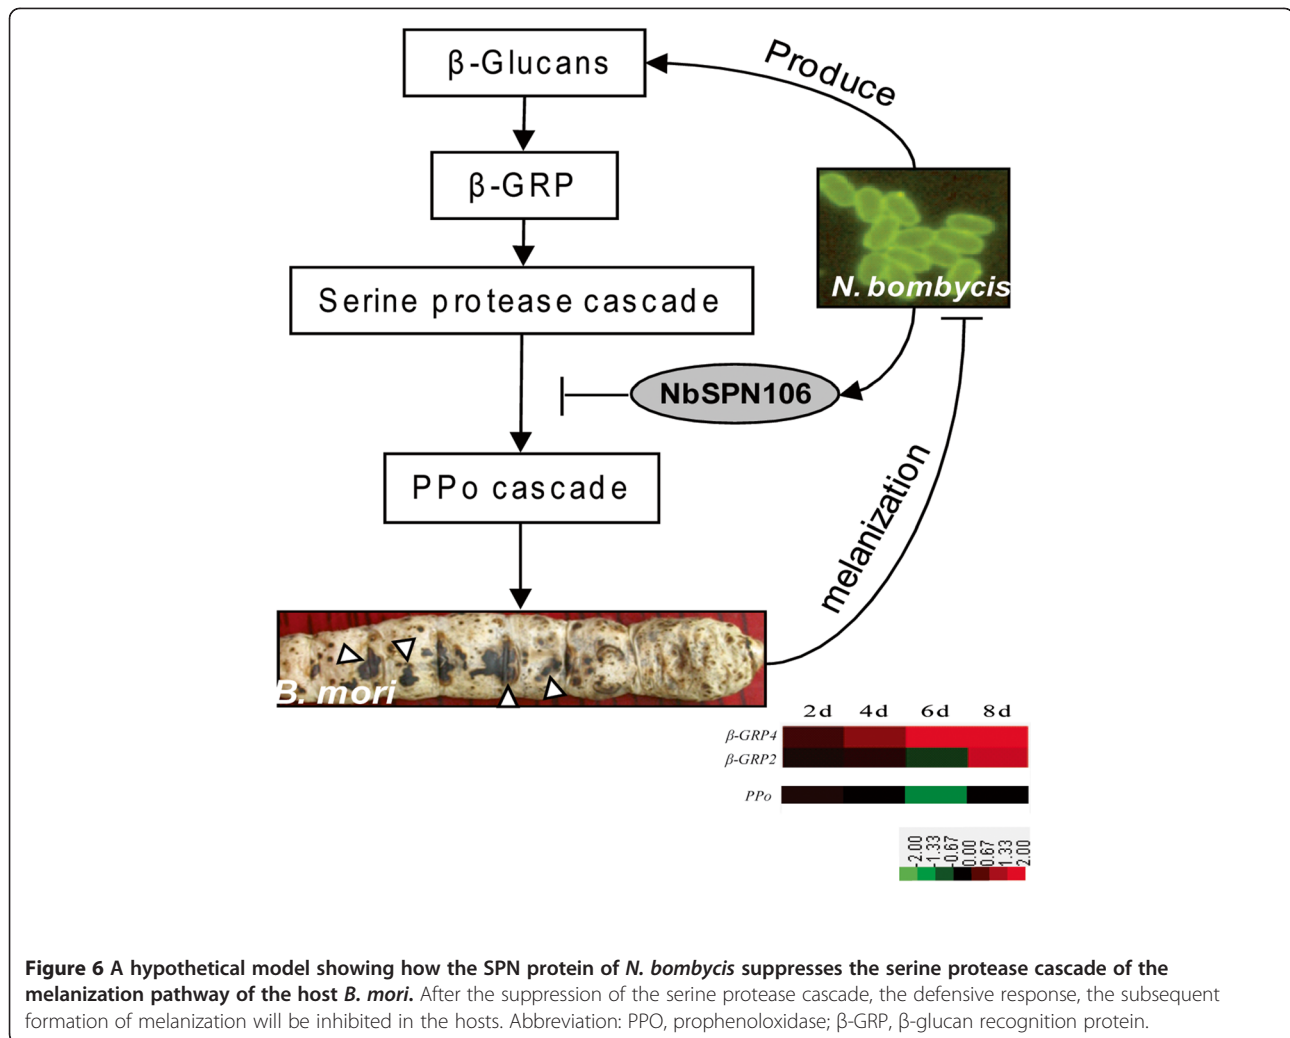 β-Glucans
Produce
β-GRP
N. bombycis
Serine protease cascade
NbSPN106
PPo cascade
melanization
B. mori
2d 4d 6d 8d
β-GRP4
β-GRP2
PPo
-2.00
-1.33
-0.67
0.00
0.67
1.33
2.00
Figure 6 A hypothetical model showing how the SPN protein of N. bombycis suppresses the serine protease cascade of the
melanization pathway of the host B. mori. After the suppression of the serine protease cascade, the defensive response, the subsequent
formation of melanization will be inhibited in the hosts. Abbreviation: PPO, prophenoloxidase; β-GRP, β-glucan recognition protein.